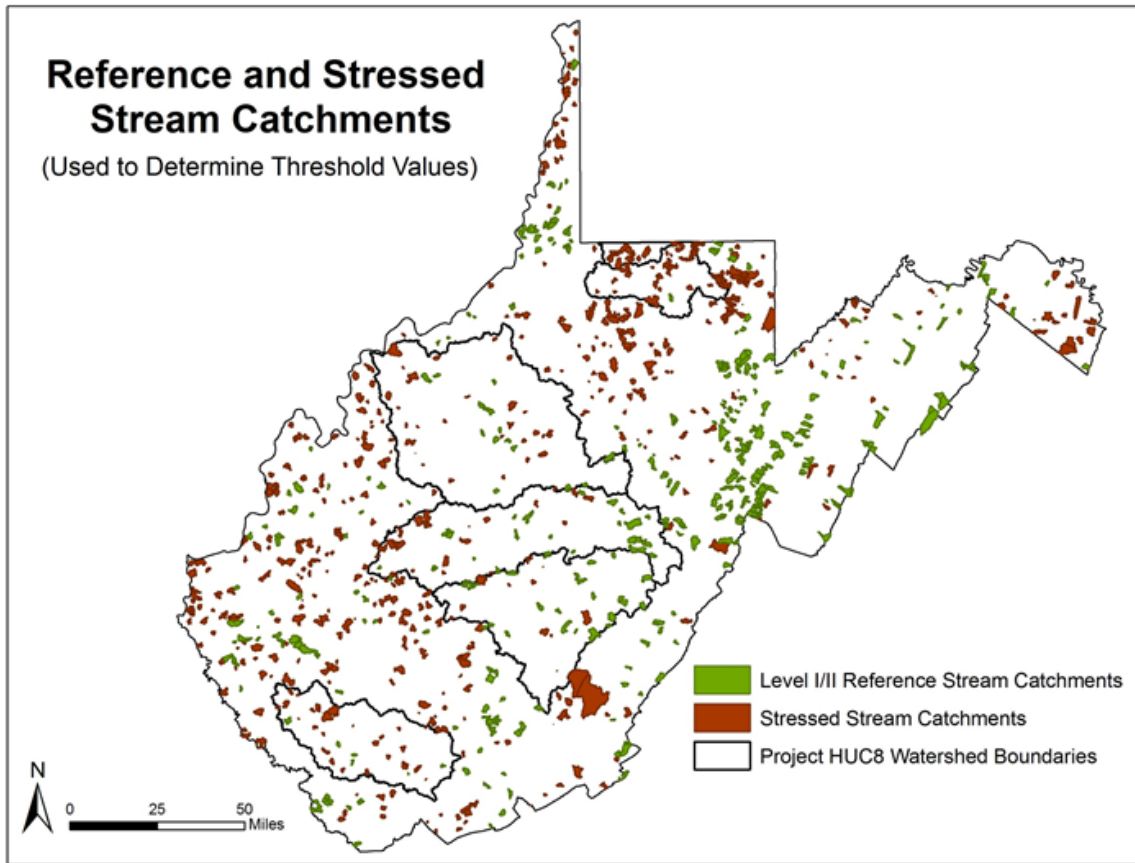 Reference and Stressed
Stream Catchments
(Used to Determine Threshold Values)
Level I/II Reference Stream Catchments
Stressed Stream Catchments
Project HUC8 Watershed Boundaries
N
0 25 50
Miles